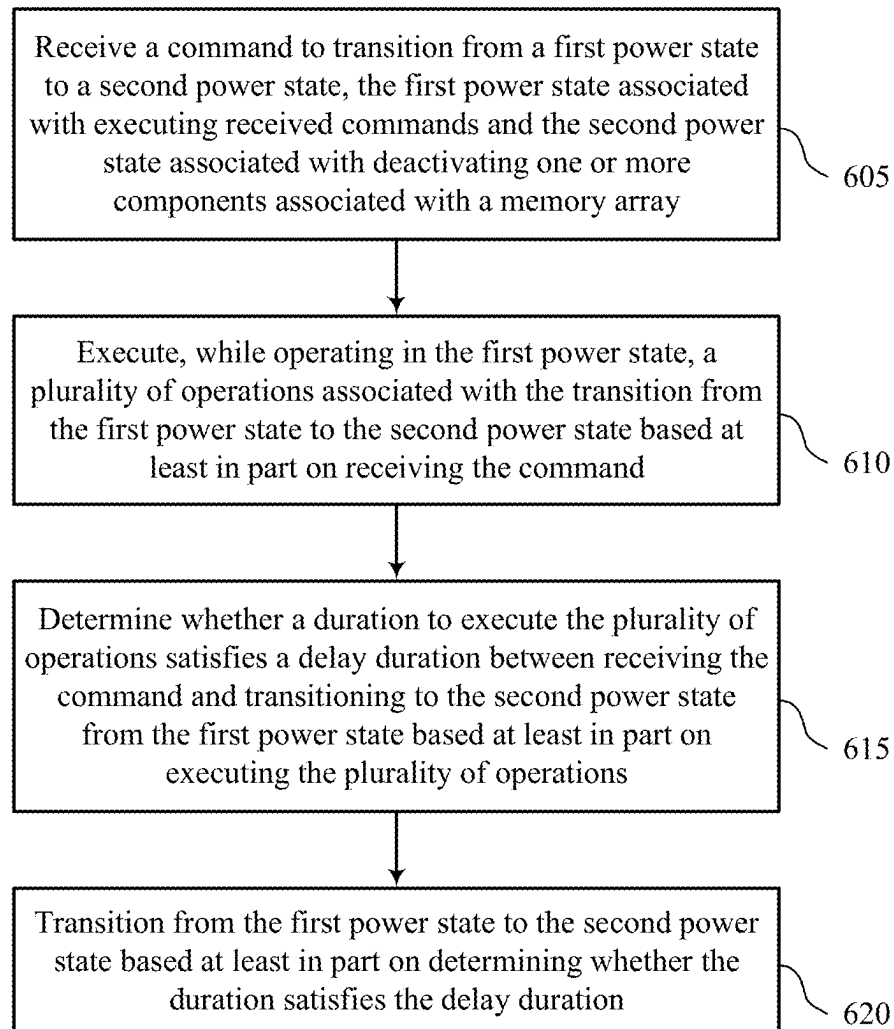 Receive a command to transition from a first power state
to a second power state, the first power state associated
with executing received commands and the second power
state associated with deactivating one or more
components associated with a memory array
605
Execute, while operating in the first power state, a
plurality of operations associated with the transition from
the first power state to the second power state based at
least in part on receiving the command
610
Determine whether a duration to execute the plurality of
operations satisfies a delay duration between receiving the
command and transitioning to the second power state
from the first power state based at least in part on
executing the plurality of operations
615
Transition from the first power state to the second power
state based at least in part on determining whether the
duration satisfies the delay duration
620